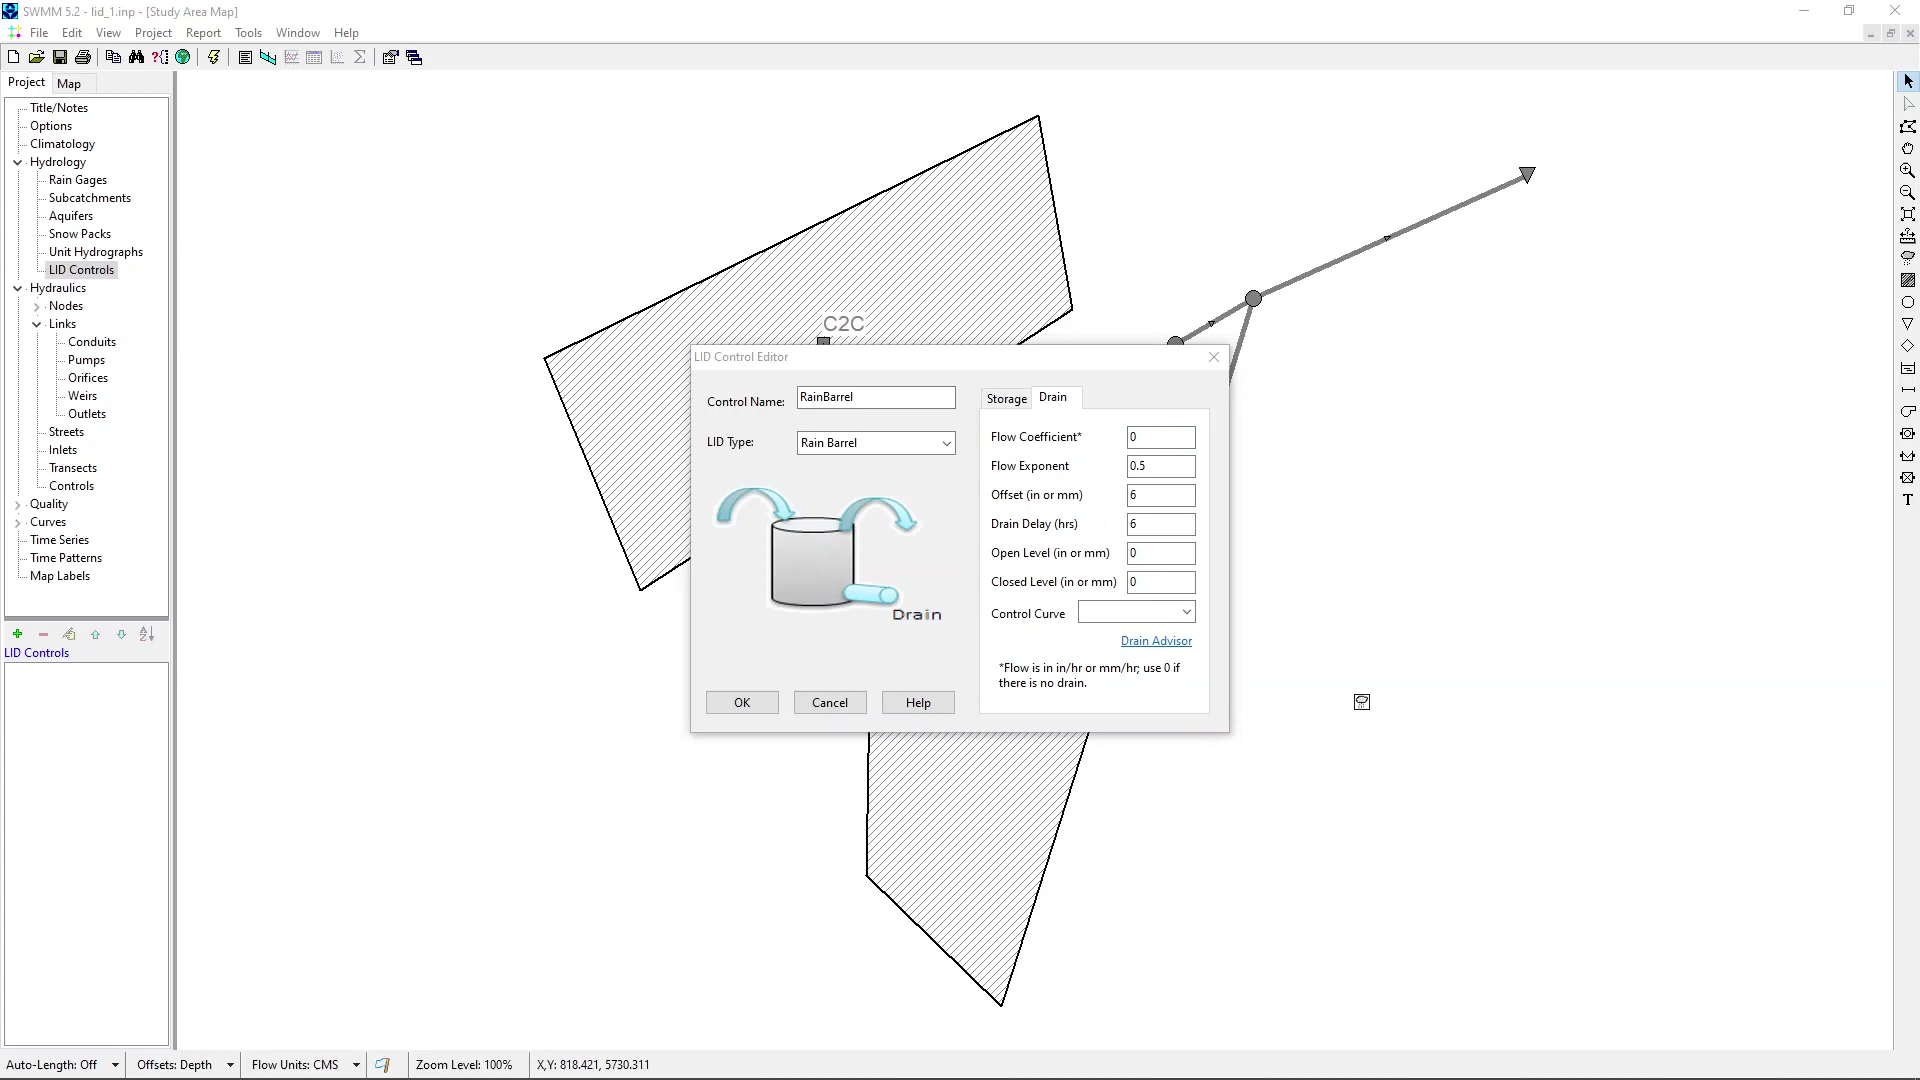 SWMM 5.2 - lid_1.inp - [Study Area Map]
File Edit View Project Report Tools Window Help
Project Map
Title/Notes
Options
Climatology
Hydrology
Rain Gages
Subcatchments
Aquifers
Snow Packs
Unit Hydrographs
LID Controls
Hydraulics
Nodes
Links
Conduits
Pumps
Orifices
Weirs
Outlets
Streets
Inlets
Transects
Controls
Quality
Curves
Time Series
Time Patterns
Map Labels
LID Controls
C2C
LID Control Editor
Control Name: RainBarrel
LID Type: Rain Barrel
Drain
OK Cancel Help
Storage Drain
Flow Coefficient* 0
Flow Exponent 0.5
Offset (in or mm) 6
Drain Delay (hrs) 6
Open Level (in or mm) 0
Closed Level (in or mm) 0
Control Curve
Drain Advisor
*Flow is in in/hr or mm/hr; use 0 if
there is no drain.
T
Auto-Length: Off Offsets: Depth Flow Units: CMS Zoom Level: 100% X,Y: 818.421, 5730.311